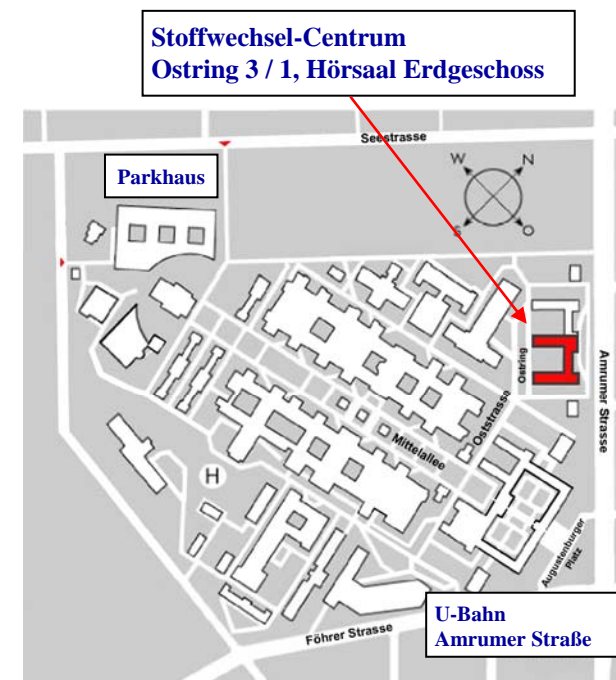 Stoffwechsel-Centrum
Ostring 3 / 1, Hörsaal Erdgeschoss
Seestrasse
Parkhaus
W
N
S
O
Ostring
Amrumer Strasse
Oststrasse
Mittelallee
H
Augustenburger
Platz
U-Bahn
Amrumer Straße
Föhrer Strasse